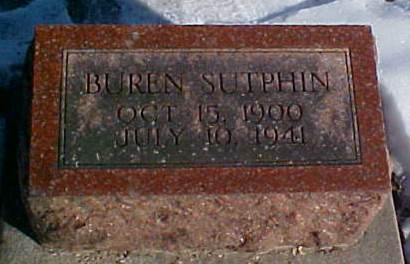 BUREN SUTPHIN
OCT 15, 1900
JULY 10, 1941